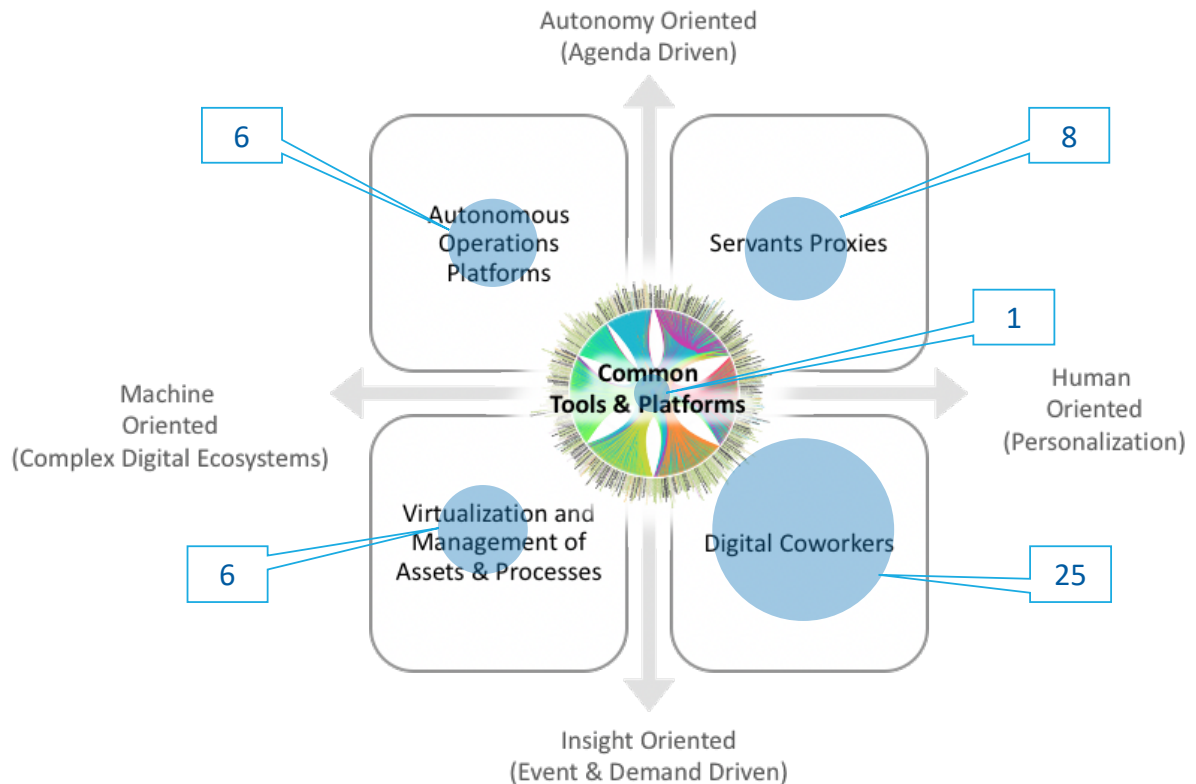 Autonomy Oriented
(Agenda Driven)
6
8
Autonomous
Operations
Platforms
Servants Proxies
1
Common
Tools & Platforms
Machine
Oriented
(Complex Digital Ecosystems)
Human
Oriented
(Personalization)
Virtualization and
Management of
Assets & Processes
Digital Coworkers
6
25
Insight Oriented
(Event & Demand Driven)